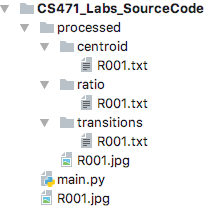 CS471_Labs_SourceCode
processed
centroid
R001.txt
ratio
R001.txt
transitions
R001.txt
R001.jpg
main.py
R001.jpg